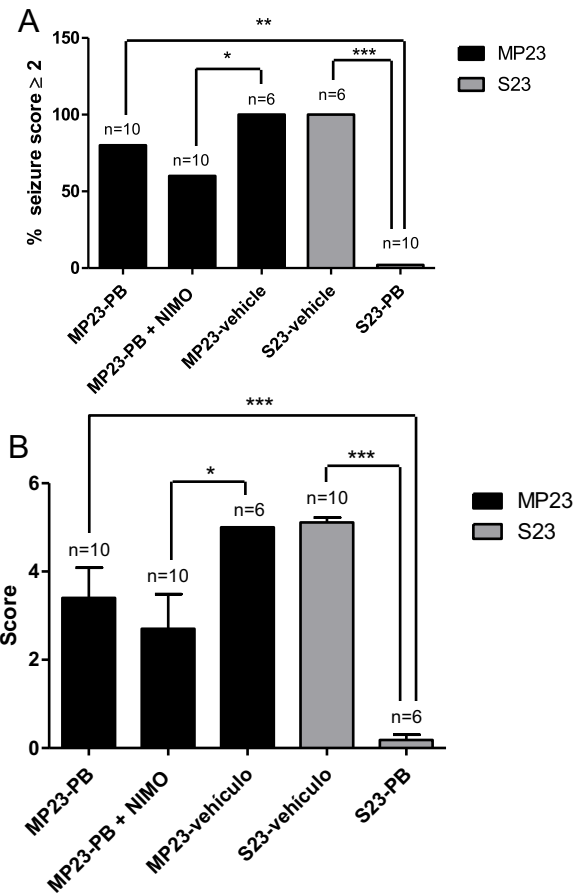 A
% seizure score ≥ 2
150
100
50
0
**
*
***
n=10
n=10
n=6
n=6
n=10
MP23-PB
MP23-PB + NIMO
MP23-vehicle
S23-vehicle
S23-PB
MP23
S23
B
Score
6
4
2
0
***
*
***
n=10
n=10
n=6
n=10
n=6
MP23-PB
MP23-PB + NIMO
MP23-vehículo
S23-vehículo
S23-PB
MP23
S23